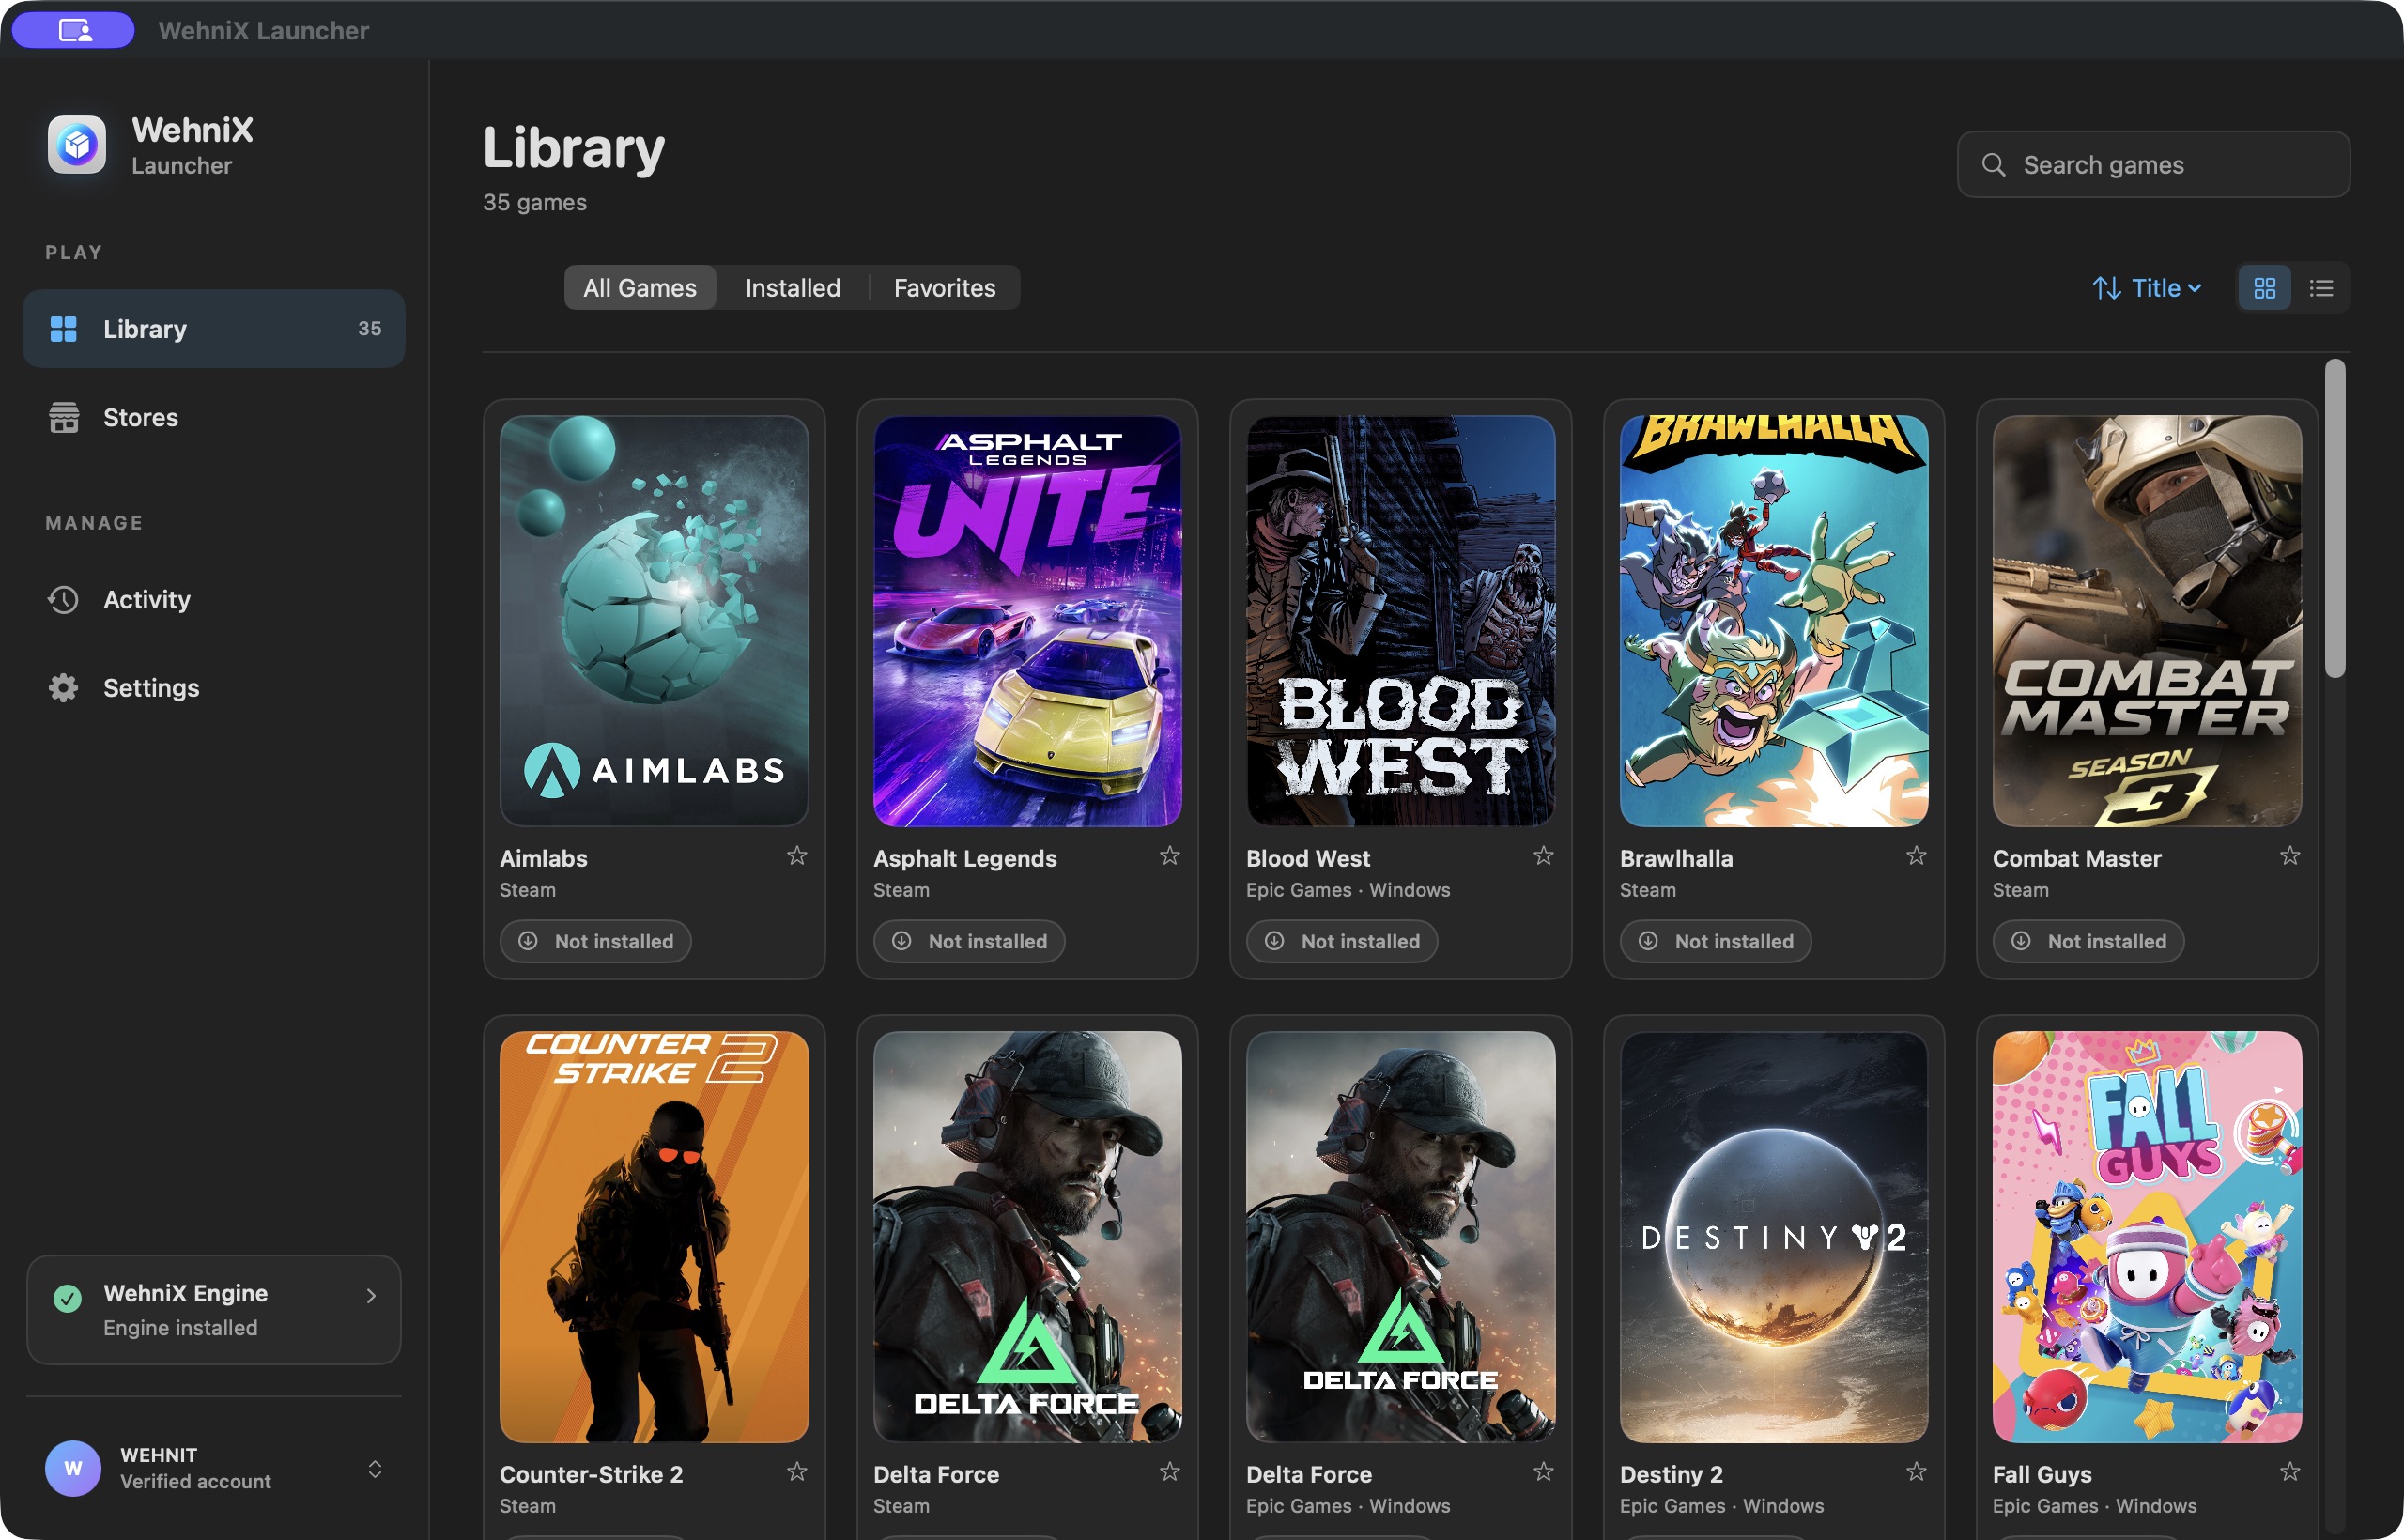 WehniX Launcher
WehniX
Launcher
PLAY
Library 35
Stores
MANAGE
Activity
Settings
WehniX Engine
Engine installed
W
WEHNIT
Verified account
Library
35 games
Search games
All Games Installed Favorites
Title
ASPHALT
LEGENDS
UNITE
AIMLABS
BLOOD
WEST
BRAWLHALLA
COMBAT
MASTER
SEASON
3
Aimlabs
Steam
Not installed
Asphalt Legends
Steam
Not installed
Blood West
Epic Games · Windows
Not installed
Brawlhalla
Steam
Not installed
Combat Master
Steam
Not installed
COUNTER
STRIKE 2
DELTA FORCE
DELTA FORCE
DESTINY 2
FALL
GUYS
Counter-Strike 2
Steam
Delta Force
Steam
Delta Force
Epic Games · Windows
Destiny 2
Epic Games · Windows
Fall Guys
Epic Games · Windows